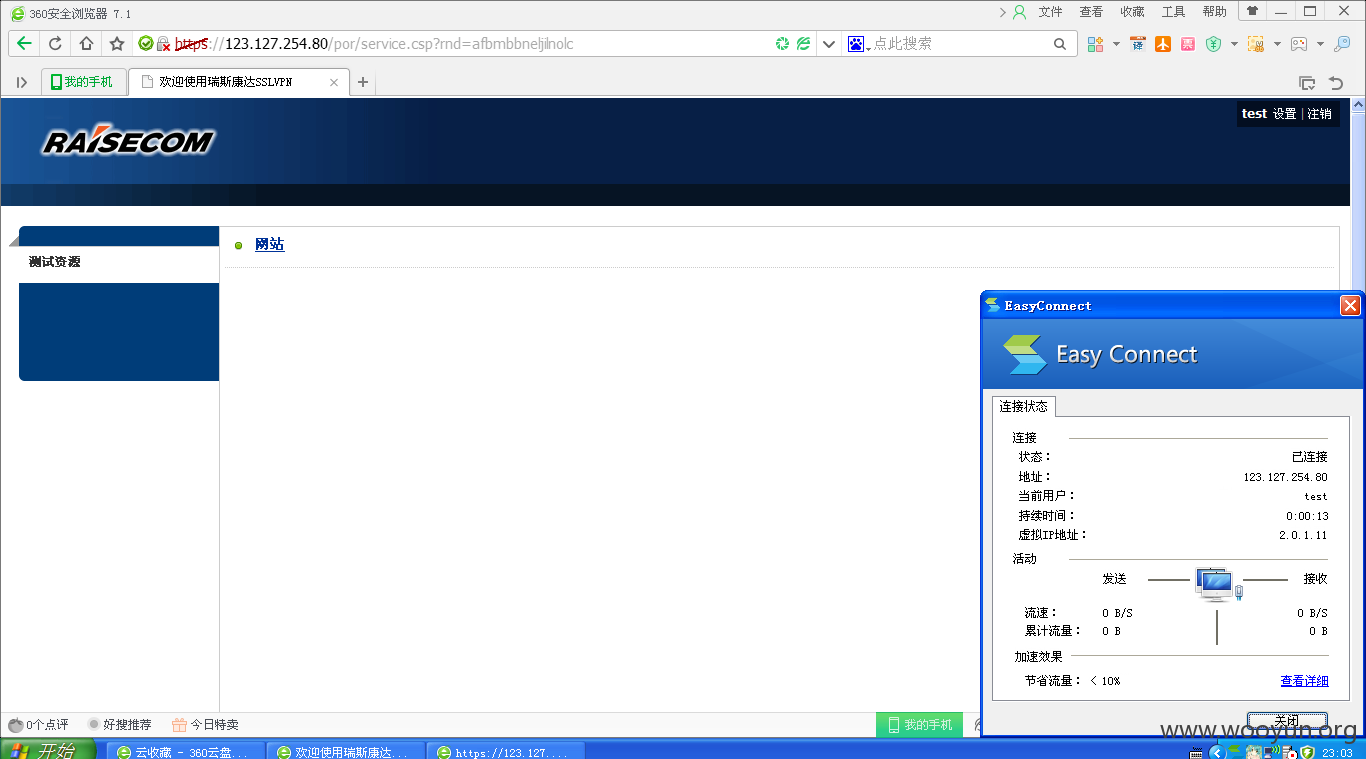 360安全浏览器 7.1
文件 查看 收藏 工具 帮助
https://123.127.254.80/por/service.csp?rnd=afbmbbneljilnolc
点此搜索
译
票
我的手机
欢迎使用瑞斯康达SSLVPN
RAISECOM
test 设置 | 注销
测试资源
网站
EasyConnect
Easy Connect
连接状态
连接
状态： 已连接
地址： 123.127.254.80
当前用户： test
持续时间： 0:00:13
虚拟IP地址： 2.0.1.11
活动
发送 接收
流速： 0 B/S 0 B/S
累计流量： 0 B 0 B
加速效果
节省流量： < 10% 查看详细
关闭
0个点评 好搜推荐 今日特卖
我的手机
www.wooyun.org
开始 云收藏 - 360云盘... 欢迎使用瑞斯康达... https://123.127....
23:03